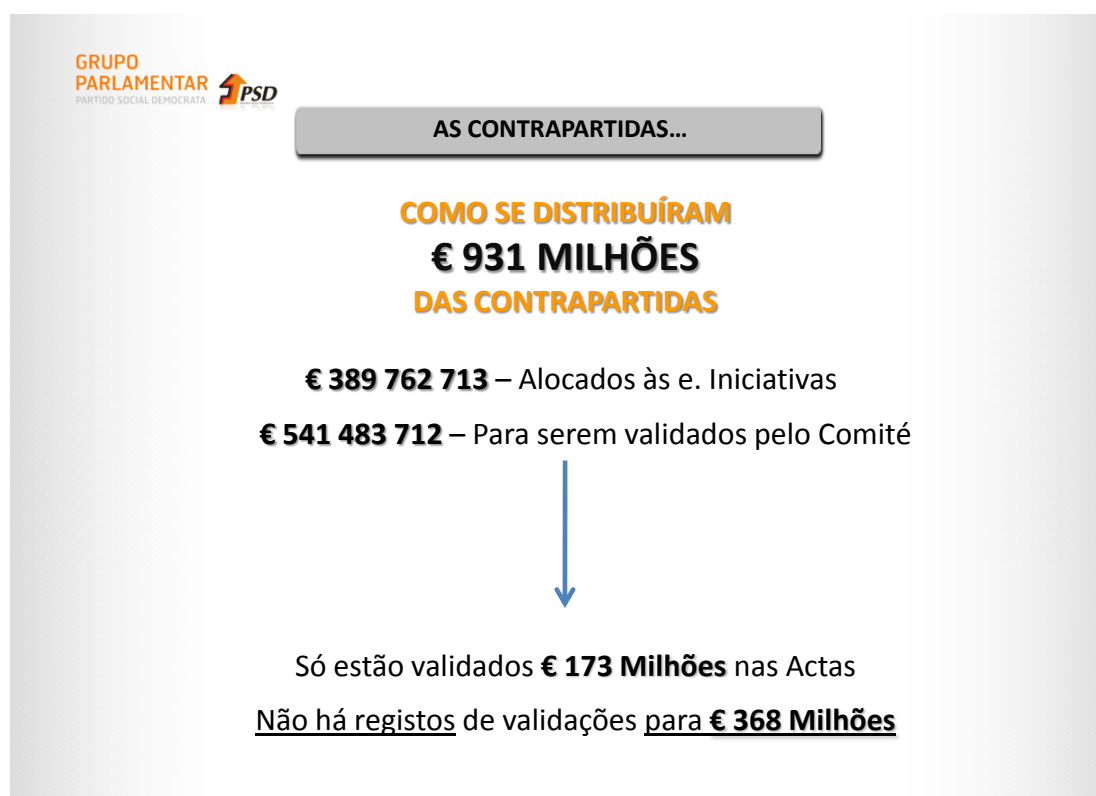 GRUPO
PARLAMENTAR
PARTIDO SOCIAL DEMOCRATA
PSD
AS CONTRAPARTIDAS...
COMO SE DISTRIBUÍRAM
€ 931 MILHÕES
DAS CONTRAPARTIDAS
€ 389 762 713 – Alocados às e. Iniciativas
€ 541 483 712 – Para serem validados pelo Comité
Só estão validados € 173 Milhões nas Actas
Não há registos de validações para € 368 Milhões